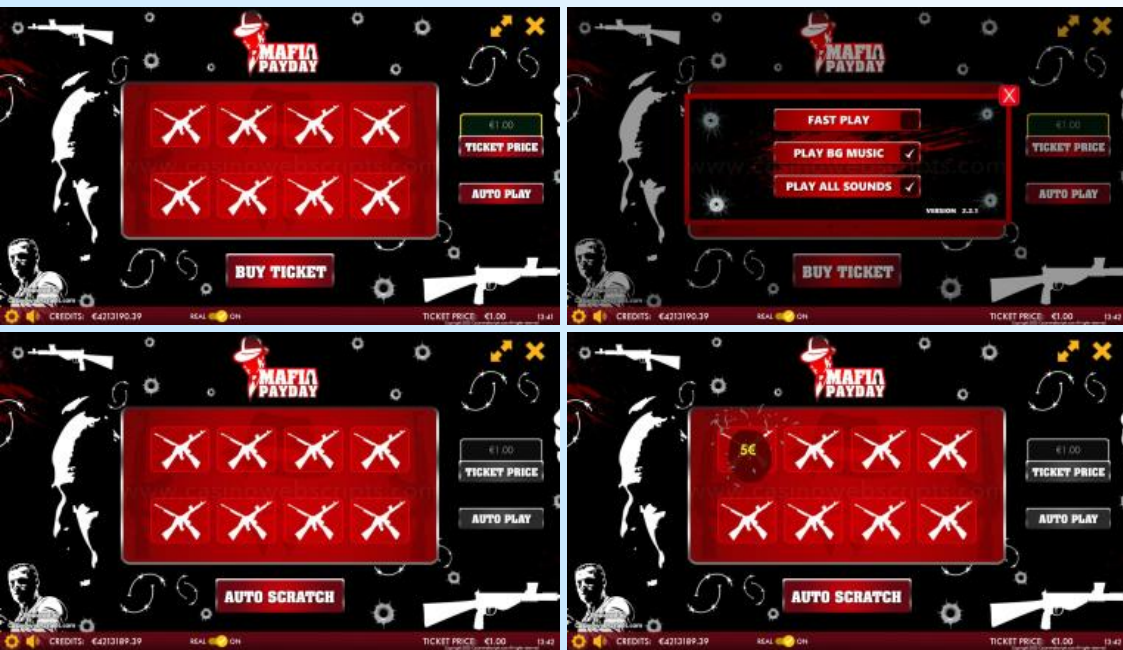 MAFIA
PAYDAY
€1.00
TICKET PRICE
AUTO PLAY
BUY TICKET
CREDITS: €4213190.39
REAL ON
TICKET PRICE: €1.00
13:41
MAFIA
PAYDAY
X
FAST PLAY
PLAY BG MUSIC
PLAY ALL SOUNDS
VERSION 2.2.1
€1.00
TICKET PRICE
AUTO PLAY
BUY TICKET
CREDITS: €4213190.39
REAL ON
TICKET PRICE: €1.00
13:42
MAFIA
PAYDAY
€1.00
TICKET PRICE
AUTO PLAY
AUTO SCRATCH
CREDITS: €4213189.39
REAL ON
TICKET PRICE: €1.00
13:42
MAFIA
PAYDAY
5€
€1.00
TICKET PRICE
AUTO PLAY
AUTO SCRATCH
CREDITS: €4213189.39
REAL ON
TICKET PRICE: €1.00
13:42